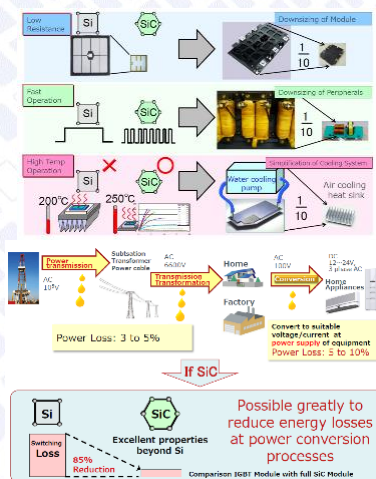 Low
Resistance
Si
SiC
Downsizing of Module
1
10
Fast
Operation
Si
SiC
Downsizing of Peripherals
1
10
High Temp
Operation
Si
SiC
Simplification of Cooling System
200℃
250℃
Water cooling
pump
1
10
Air cooling
heat sink
Power
transmission
AC
Subtsation
Transformer
Power cable
AC
6600V
Transmission
Transformation
Home
Factory
AC
100V
Conversion
DC
12~24V,
3 phase AC
Home
Appliances
Power Loss: 3 to 5%
Convert to suitable
voltage/current at
power supply of equipment
Power Loss: 5 to 10%
If SiC
Si
SiC
Excellent properties
beyond Si
Switching
Loss
85%
Reduction
Possible greatly to
reduce energy losses
at power conversion
processes
Comparison IGBT Module with full SiC Module